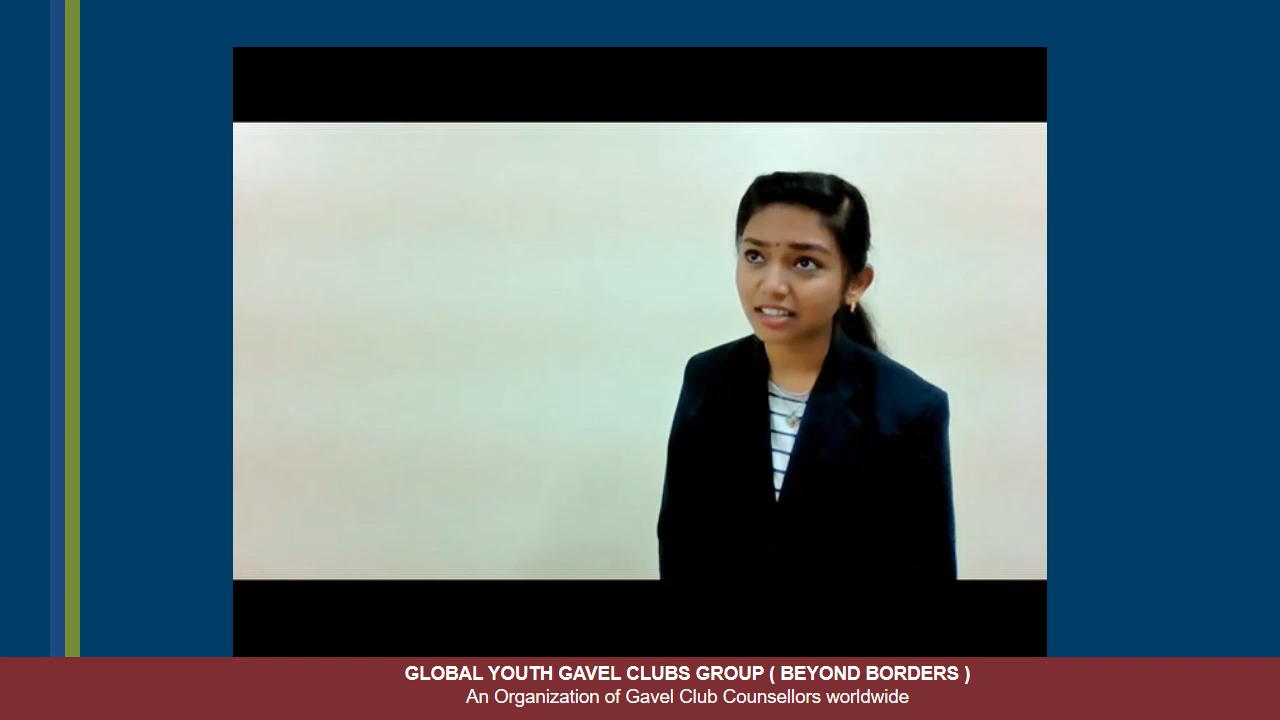 GLOBAL YOUTH GAVEL CLUBS GROUP ( BEYOND BORDERS )
An Organization of Gavel Club Counsellors worldwide